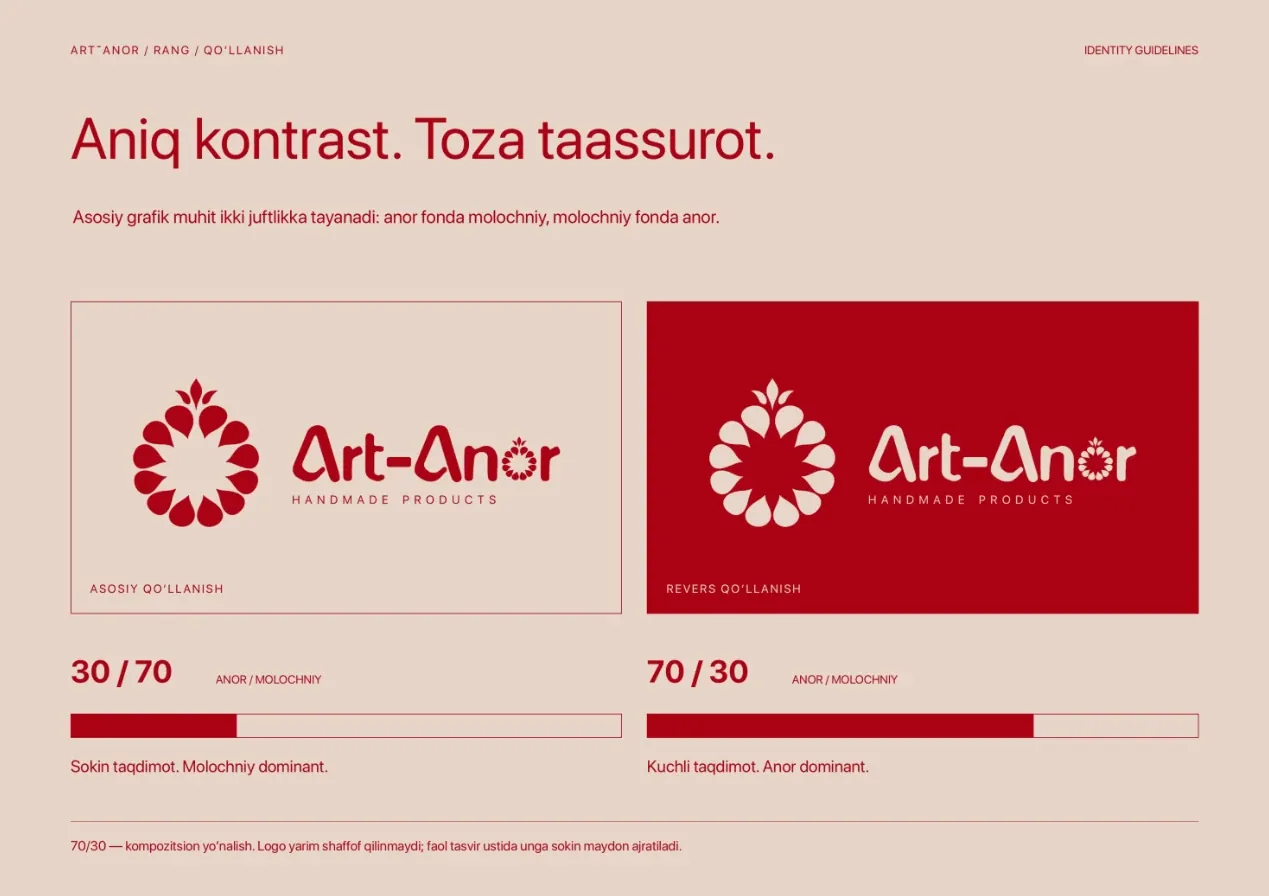 ART˜ANOR / RANG / QO‘LLANISH
IDENTITY GUIDELINES
Aniq kontrast. Toza taassurot.
Asosiy grafik muhit ikki juftlikka tayanadi: anor fonda molochniy, molochniy fonda anor.
Art-Anor
HANDMADE PRODUCTS
ASOSIY QO‘LLANISH
Art-Anor
HANDMADE PRODUCTS
REVERS QO‘LLANISH
30 / 70
ANOR / MOLOCHNIY
Sokin taqdimot. Molochniy dominant.
70 / 30
ANOR / MOLOCHNIY
Kuchli taqdimot. Anor dominant.
70/30 — kompozitsion yo‘nalish. Logo yarim shaffof qilinmaydi; faol tasvir ustida unga sokin maydon ajratiladi.